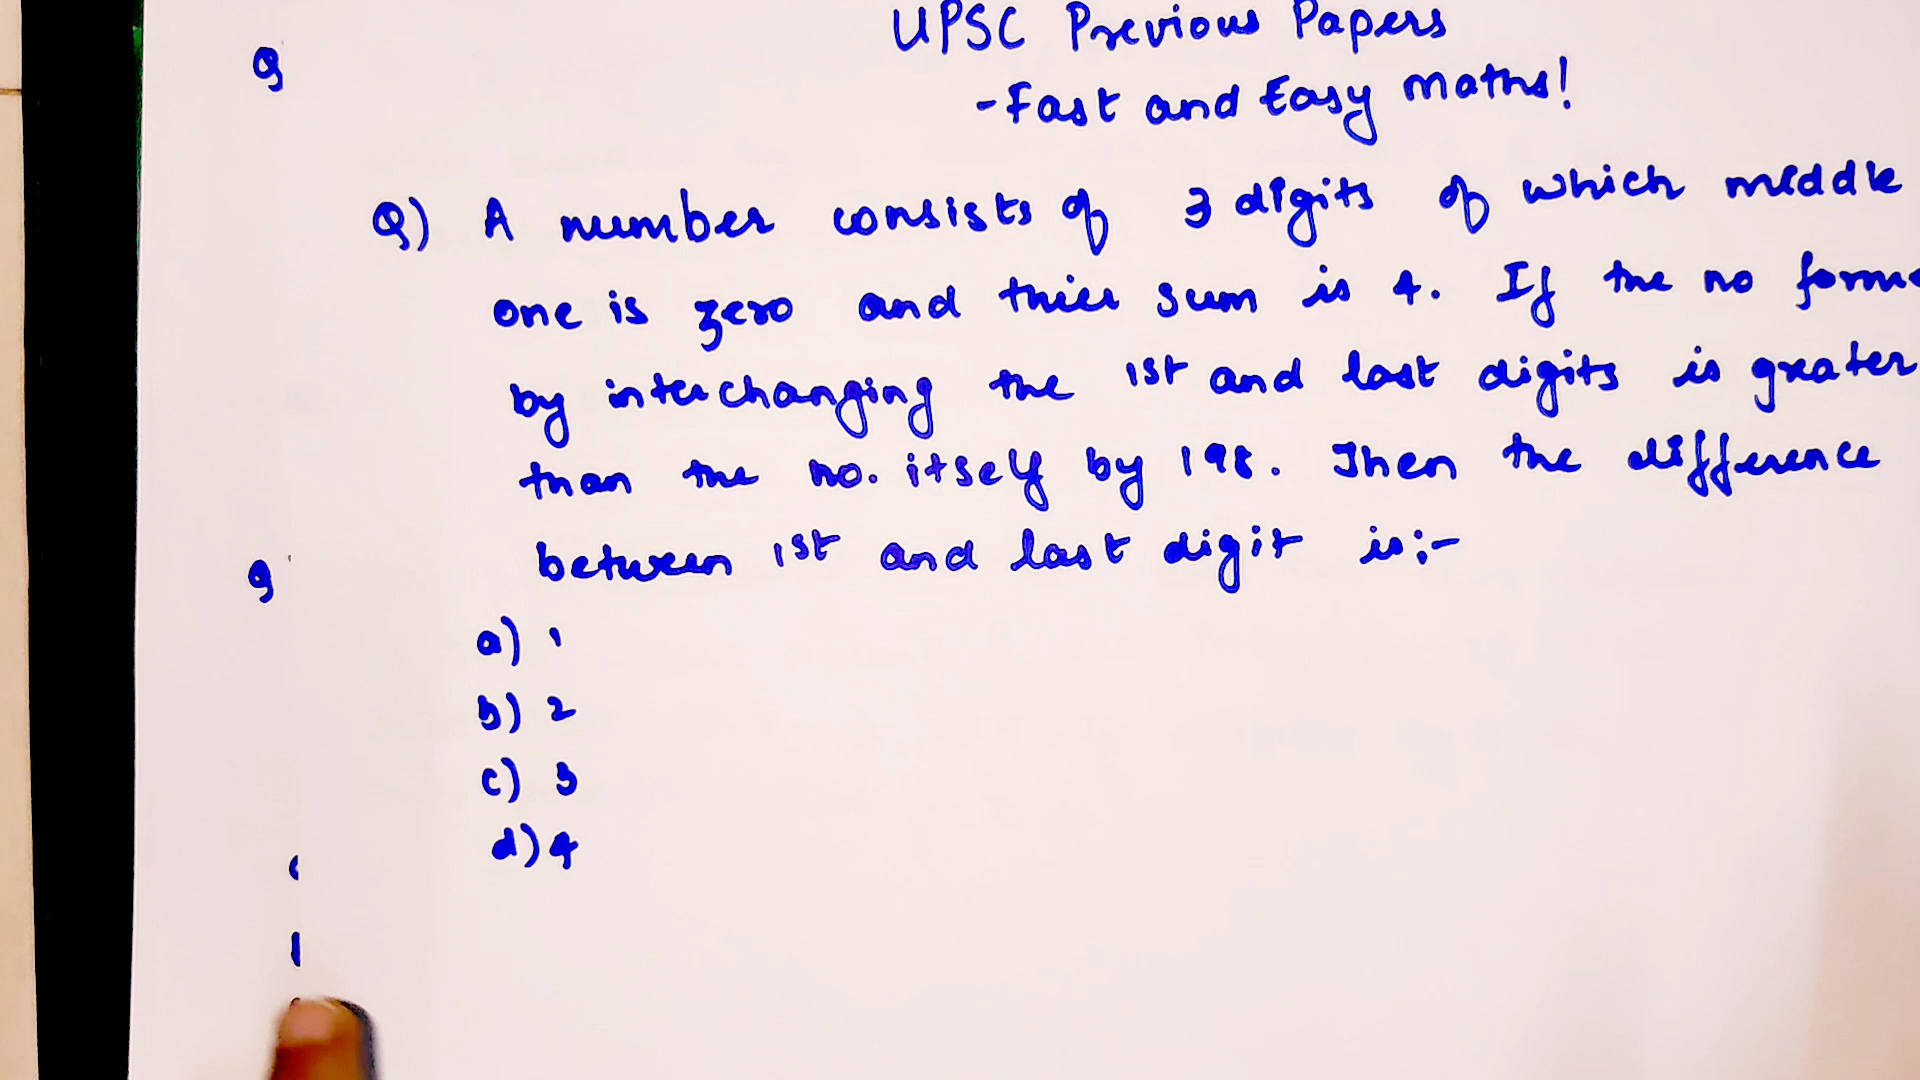 UPSC Previous Papers
- Fast and Easy maths!
Q
Q) A number consists of 3 digits of which middle
one is zero and thier sum is 4. If the no
by interchanging the 1st and last digits is greater
than the no. itself by 198. Then the difference
between 1st and last digit is:-
Q
a) 1
b) 2
c) 3
d) 4